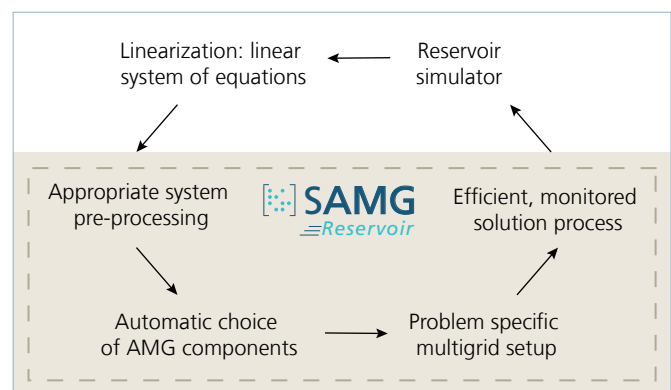 Linearization: linear
system of equations
Reservoir
simulator
Appropriate system
pre-processing
SAMG
Reservoir
Efficient, monitored
solution process
Automatic choice
of AMG components
Problem specific
multigrid setup